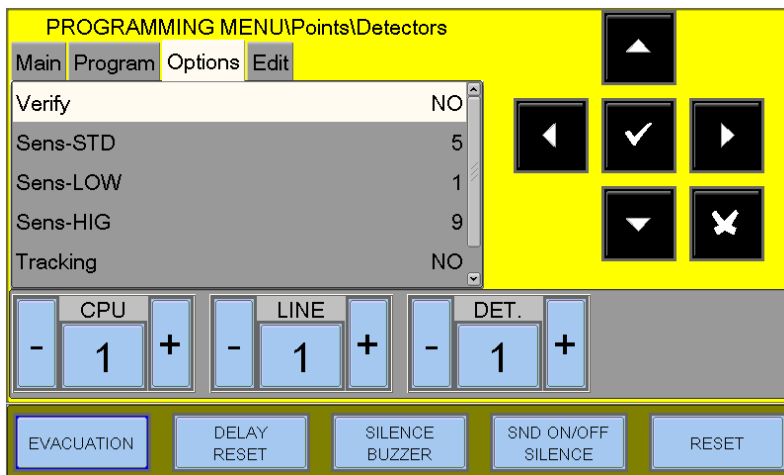 PROGRAMMING MENU\Points\Detectors
Main Program Options Edit
Verify NO
Sens-STD 5
Sens-LOW 1
Sens-HIG 9
Tracking NO
CPU LINE DET.
- 1 + - 1 + - 1 +
EVACUATION DELAY RESET SILENCE BUZZER SND ON/OFF SILENCE RESET